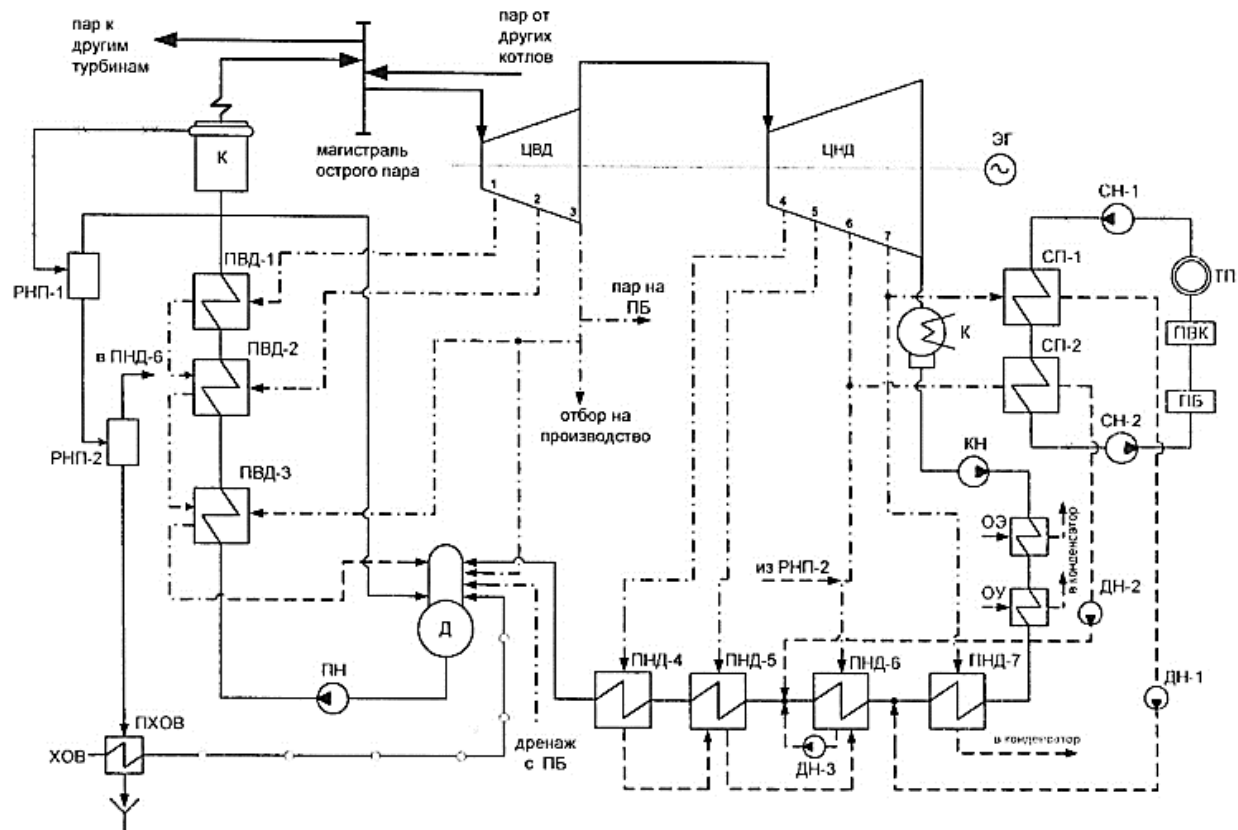 пар к
другим
турбинам
пар от
других
котлов
магистраль
острого пара
К
ЦВД
1
2
3
ЦНД
4
5
6
7
ЭГ
СН-1
РНП-1
ПВД-1
пар на
ПБ
К
СП-1
ТП
ПВК
в ПНД-6
ПВД-2
СП-2
ПБ
РНП-2
отбор на
производство
КН
СН-2
ПВД-3
ОЭ
в конденсатор
из РНП-2
ОУ
в конденсатор
ДН-2
Д
ПН
ПНД-4
ПНД-5
ПНД-6
ПНД-7
ДН-1
ПХОВ
ХОВ
дренаж
с ПБ
ДН-3
в конденсатор